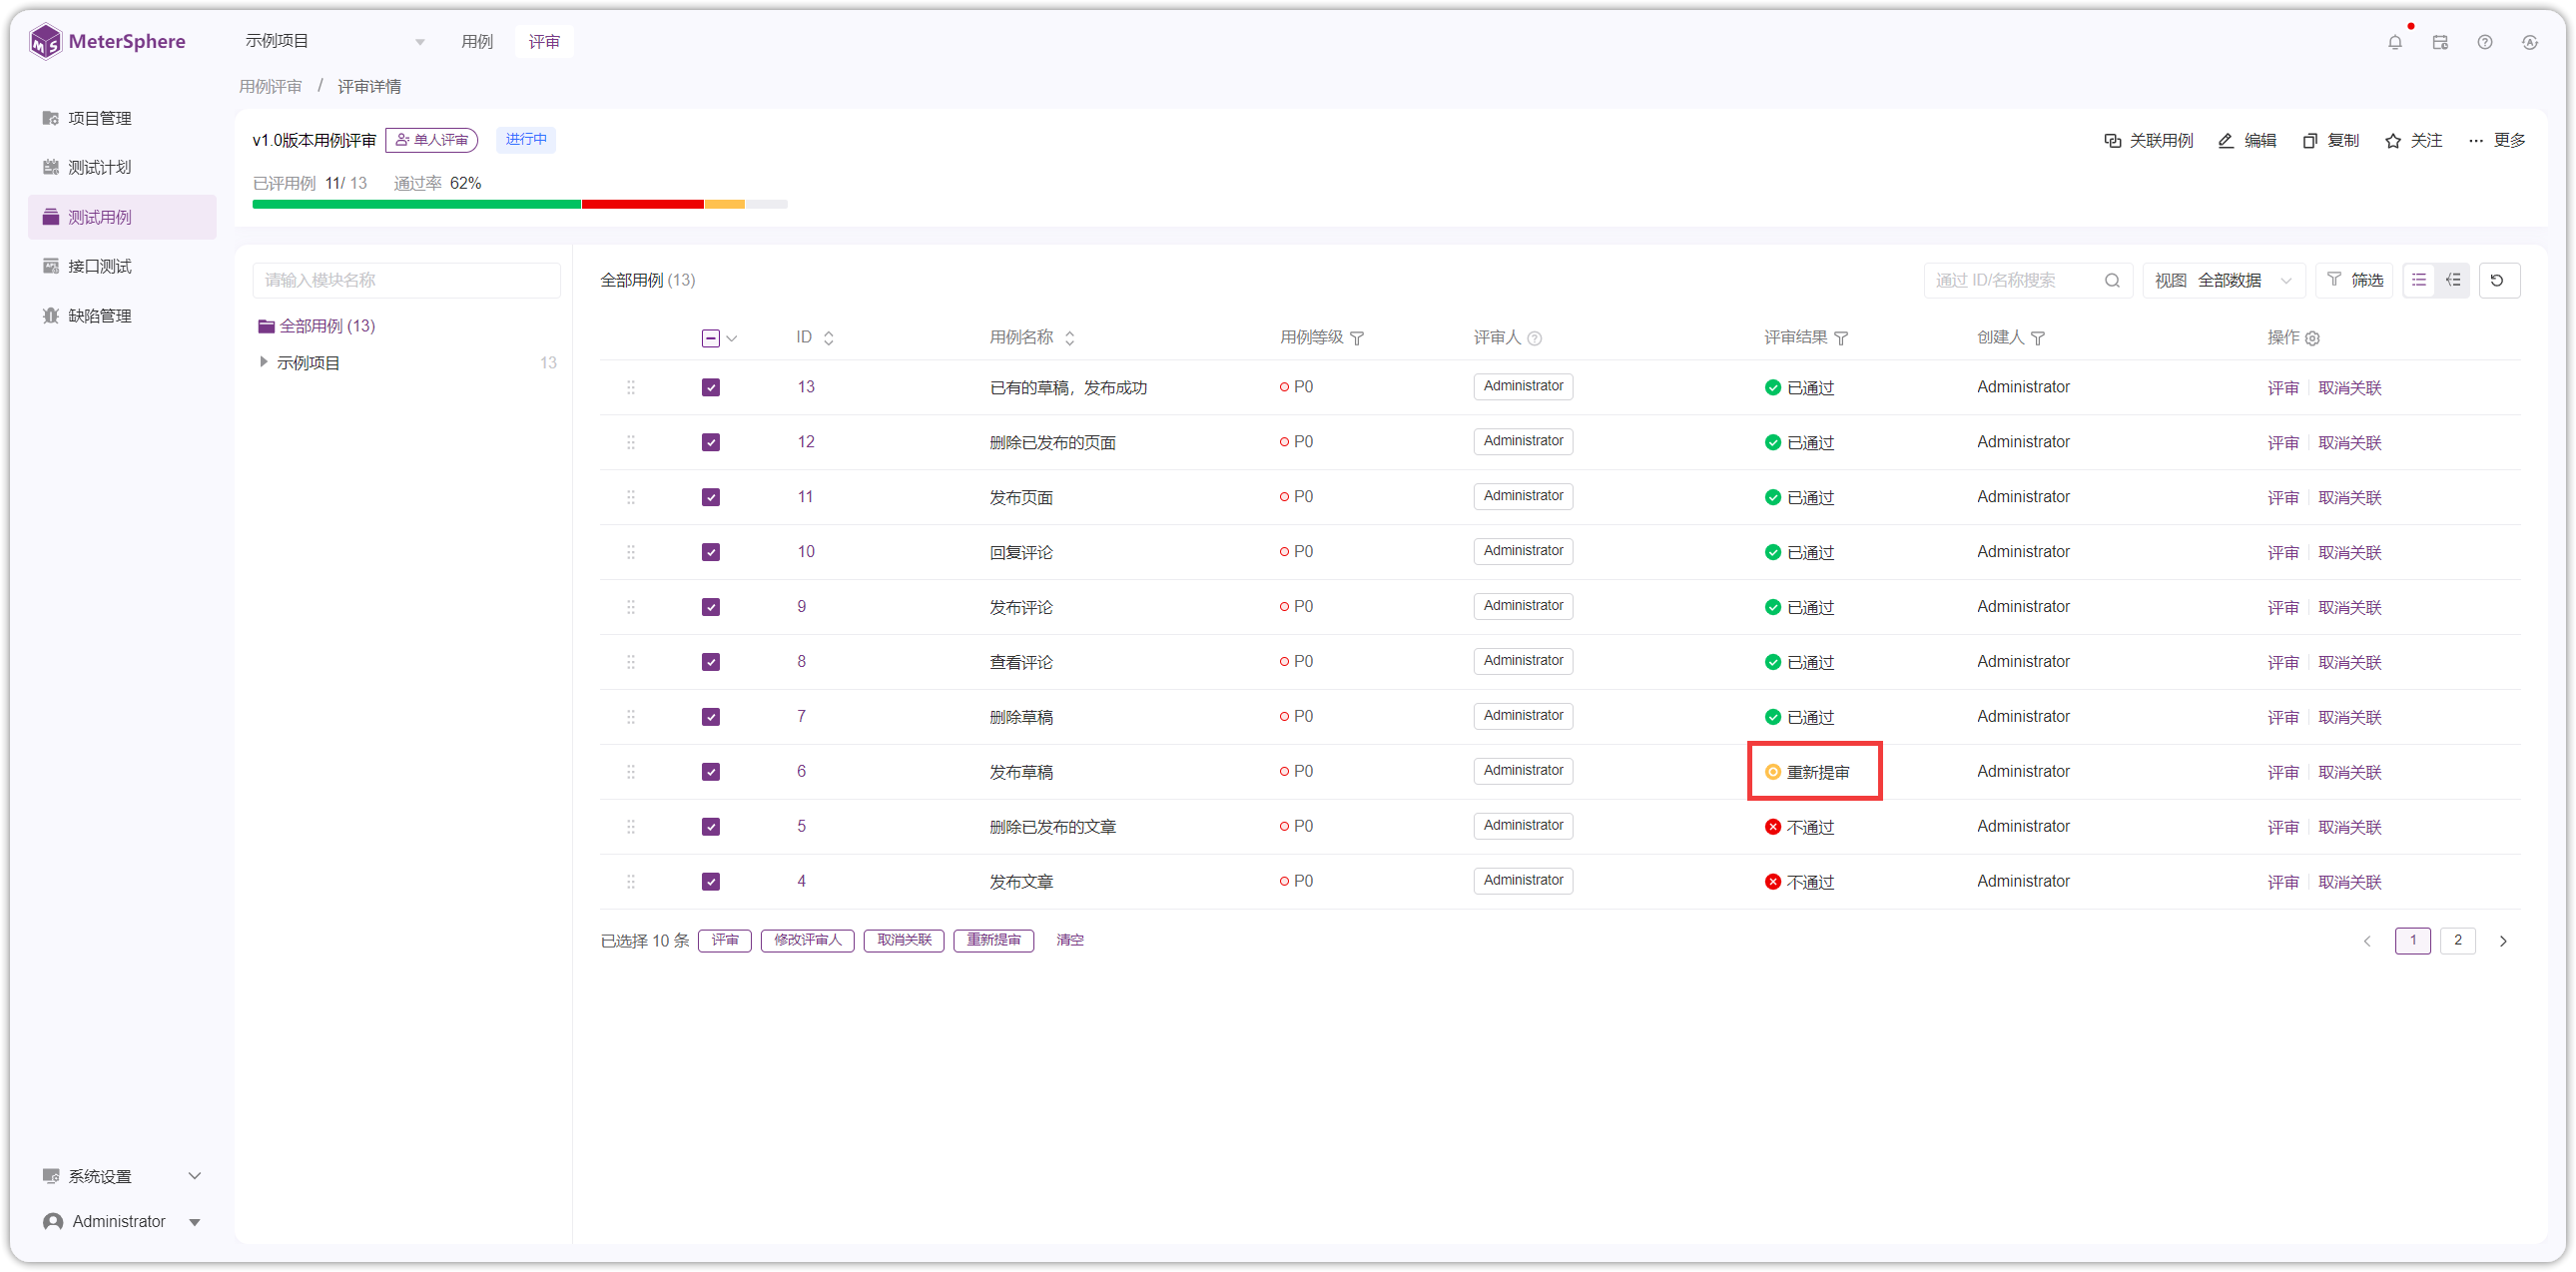 MeterSphere
示例项目 用例 评审
用例评审 / 评审详情
项目管理
测试计划
测试用例
接口测试
缺陷管理
v1.0版本用例评审 单人评审 进行中
关联用例 编辑 复制 关注 ··· 更多
已评用例 11/ 13 通过率 62%
请输入模块名称
全部用例 (13)
示例项目 13
全部用例 (13)
通过 ID/名称搜索 视图 全部数据 筛选
ID 用例名称 用例等级 评审人 评审结果 创建人 操作
13 已有的草稿，发布成功 P0 Administrator 已通过 Administrator 评审 取消关联
12 删除已发布的页面 P0 Administrator 已通过 Administrator 评审 取消关联
11 发布页面 P0 Administrator 已通过 Administrator 评审 取消关联
10 回复评论 P0 Administrator 已通过 Administrator 评审 取消关联
9 发布评论 P0 Administrator 已通过 Administrator 评审 取消关联
8 查看评论 P0 Administrator 已通过 Administrator 评审 取消关联
7 删除草稿 P0 Administrator 已通过 Administrator 评审 取消关联
6 发布草稿 P0 Administrator 重新提审 Administrator 评审 取消关联
5 删除已发布的文章 P0 Administrator 不通过 Administrator 评审 取消关联
4 发布文章 P0 Administrator 不通过 Administrator 评审 取消关联
已选择 10 条 评审 修改评审人 取消关联 重新提审 清空
1 2
系统设置
Administrator